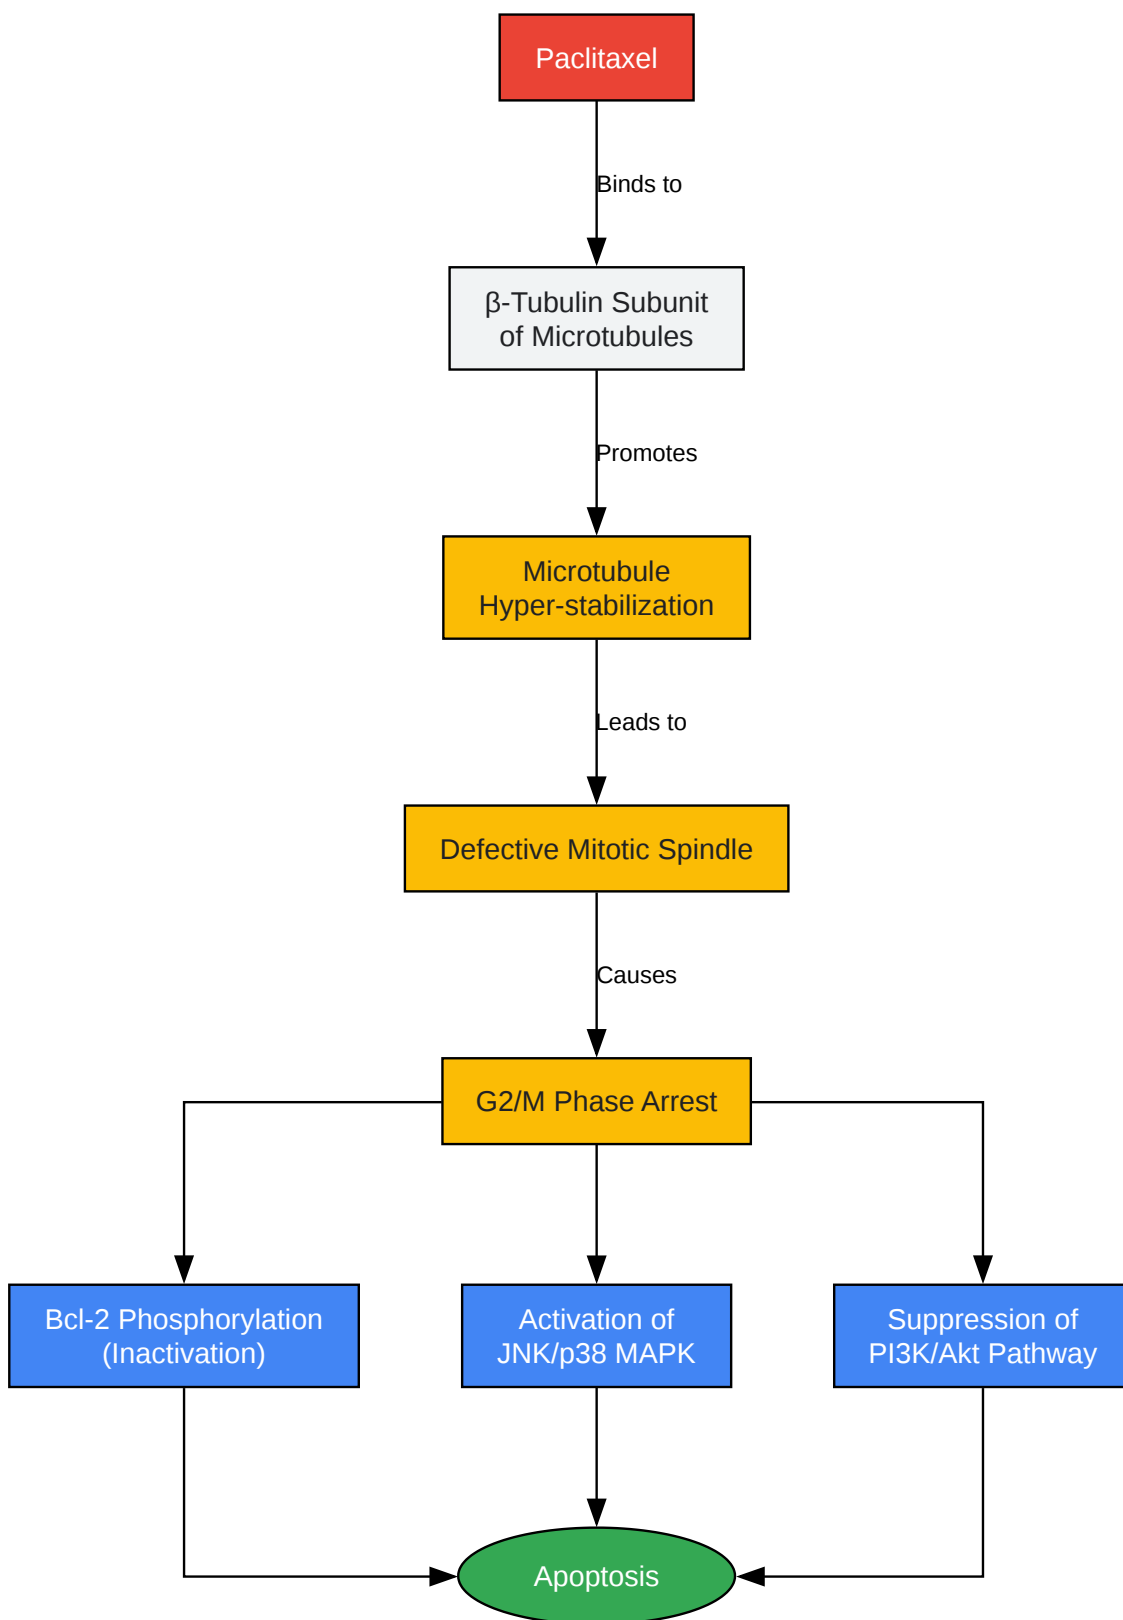 Paclitaxel
Binds to
β-Tubulin Subunit
of Microtubules
Promotes
Microtubule
Hyper-stabilization
Leads to
Defective Mitotic Spindle
Causes
G2/M Phase Arrest
Bcl-2 Phosphorylation
(Inactivation)
Activation of
JNK/p38 MAPK
Suppression of
PI3K/Akt Pathway
Apoptosis